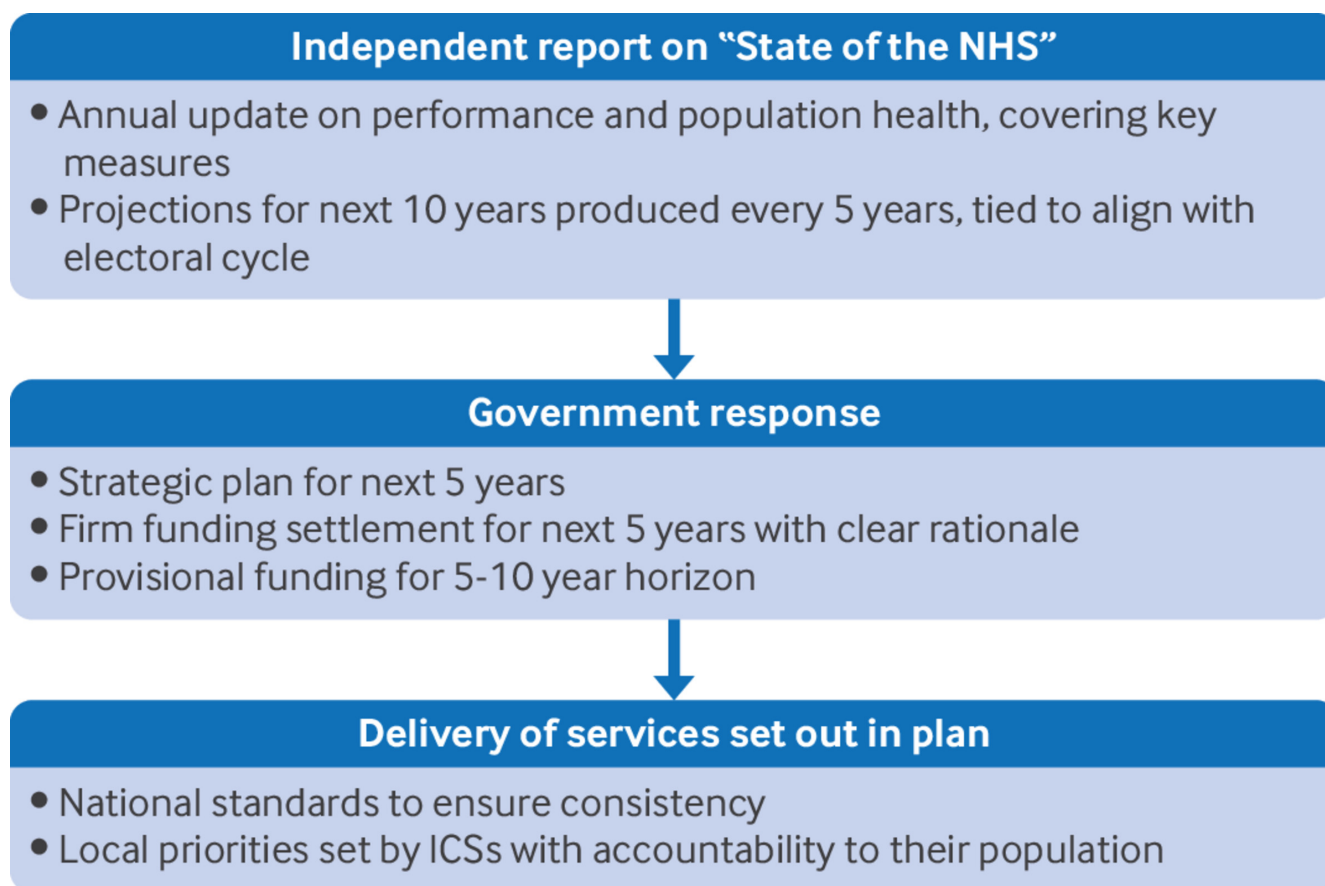 Independent report on “State of the NHS”
• Annual update on performance and population health, covering key
measures
• Projections for next 10 years produced every 5 years, tied to align with
electoral cycle
Government response
• Strategic plan for next 5 years
• Firm funding settlement for next 5 years with clear rationale
• Provisional funding for 5-10 year horizon
Delivery of services set out in plan
• National standards to ensure consistency
• Local priorities set by ICSs with accountability to their population